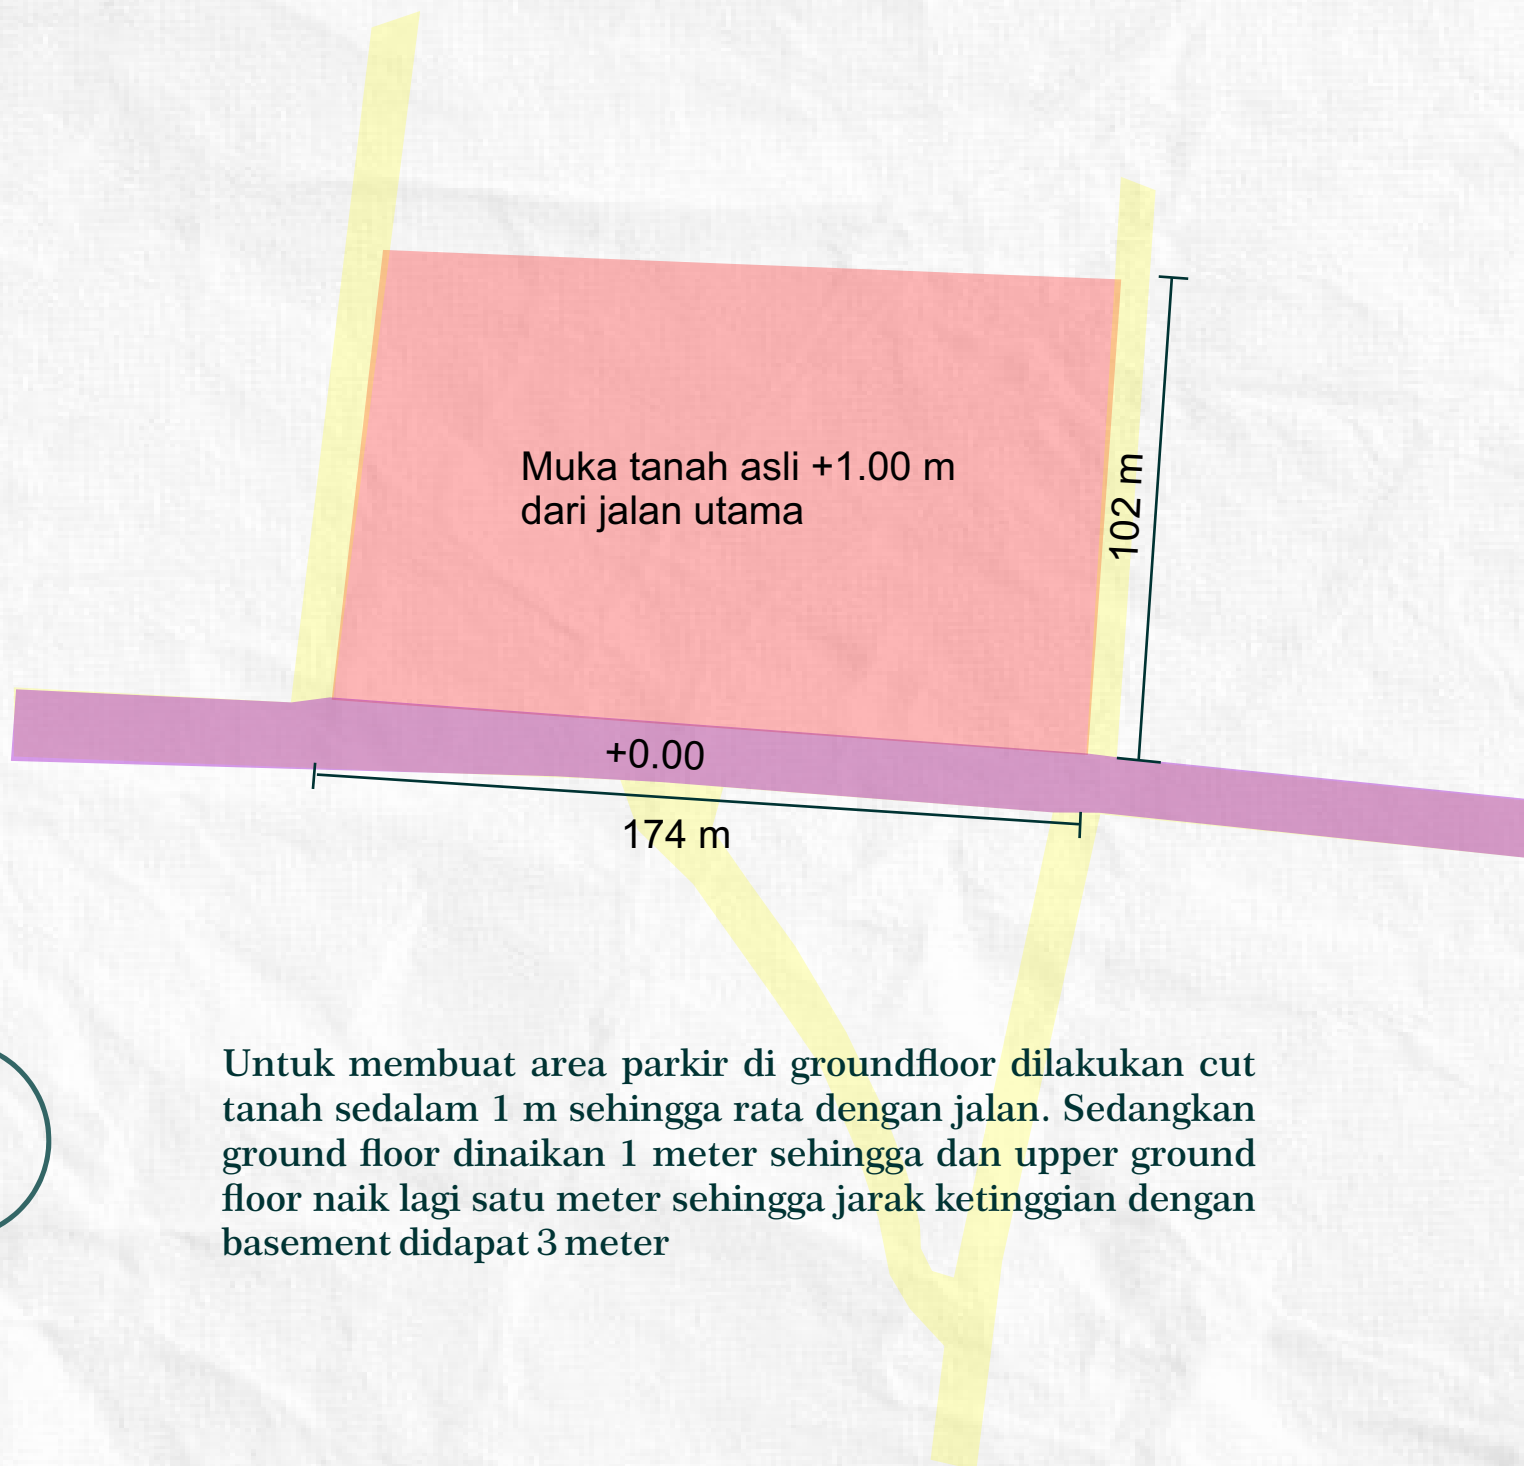 Muka tanah asli +1.00 m
dari jalan utama
102 m
+0.00
174 m
Untuk membuat area parkir di groundfloor dilakukan cut
tanah sedalam 1 m sehingga rata dengan jalan. Sedangkan
ground floor dinaikan 1 meter sehingga dan upper ground
floor naik lagi satu meter sehingga jarak ketinggian dengan
basement didapat 3 meter